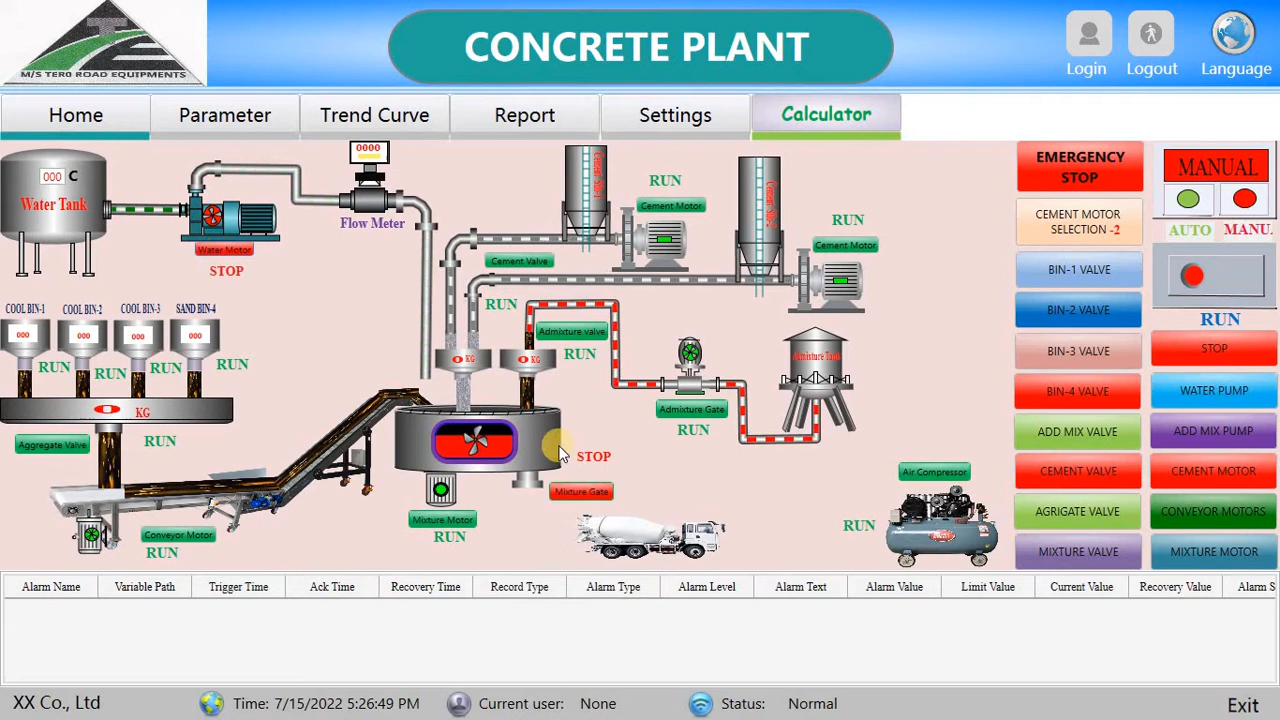 M/S TERO ROAD EQUIPMENTS
CONCRETE PLANT
Login
Logout
Language
Home
Parameter
Trend Curve
Report
Settings
Calculator
000 C
Water Tank
Water Motor
STOP
0000
Flow Meter
RUN
Cement Motor
RUN
Cement Motor
Cement Valve
RUN
Admixture valve
RUN
Admixture Gate
RUN
COOL BIN-1
COOL BIN-2
COOL BIN-3
SAND BIN-4
000
000
000
000
RUN
RUN
RUN
RUN
0 KG
Aggregate Valve
RUN
0 KG
0 KG
Conveyor Motor
RUN
Mixture Motor
RUN
STOP
Mixture Gate
Air Compressor
RUN
EMERGENCY
STOP
CEMENT MOTOR
SELECTION -2
BIN-1 VALVE
BIN-2 VALVE
BIN-3 VALVE
BIN-4 VALVE
ADD MIX VALVE
CEMENT VALVE
AGRIGATE VALVE
MIXTURE VALVE
MANUAL
AUTO
MANU.
RUN
STOP
WATER PUMP
ADD MIX PUMP
CEMENT MOTOR
CONVEYOR MOTORS
MIXTURE MOTOR
Alarm Name
Variable Path
Trigger Time
Ack Time
Recovery Time
Record Type
Alarm Type
Alarm Level
Alarm Text
Alarm Value
Limit Value
Current Value
Recovery Value
Alarm S
XX Co., Ltd
Time: 7/15/2022 5:26:49 PM
Current user: None
Status: Normal
Exit